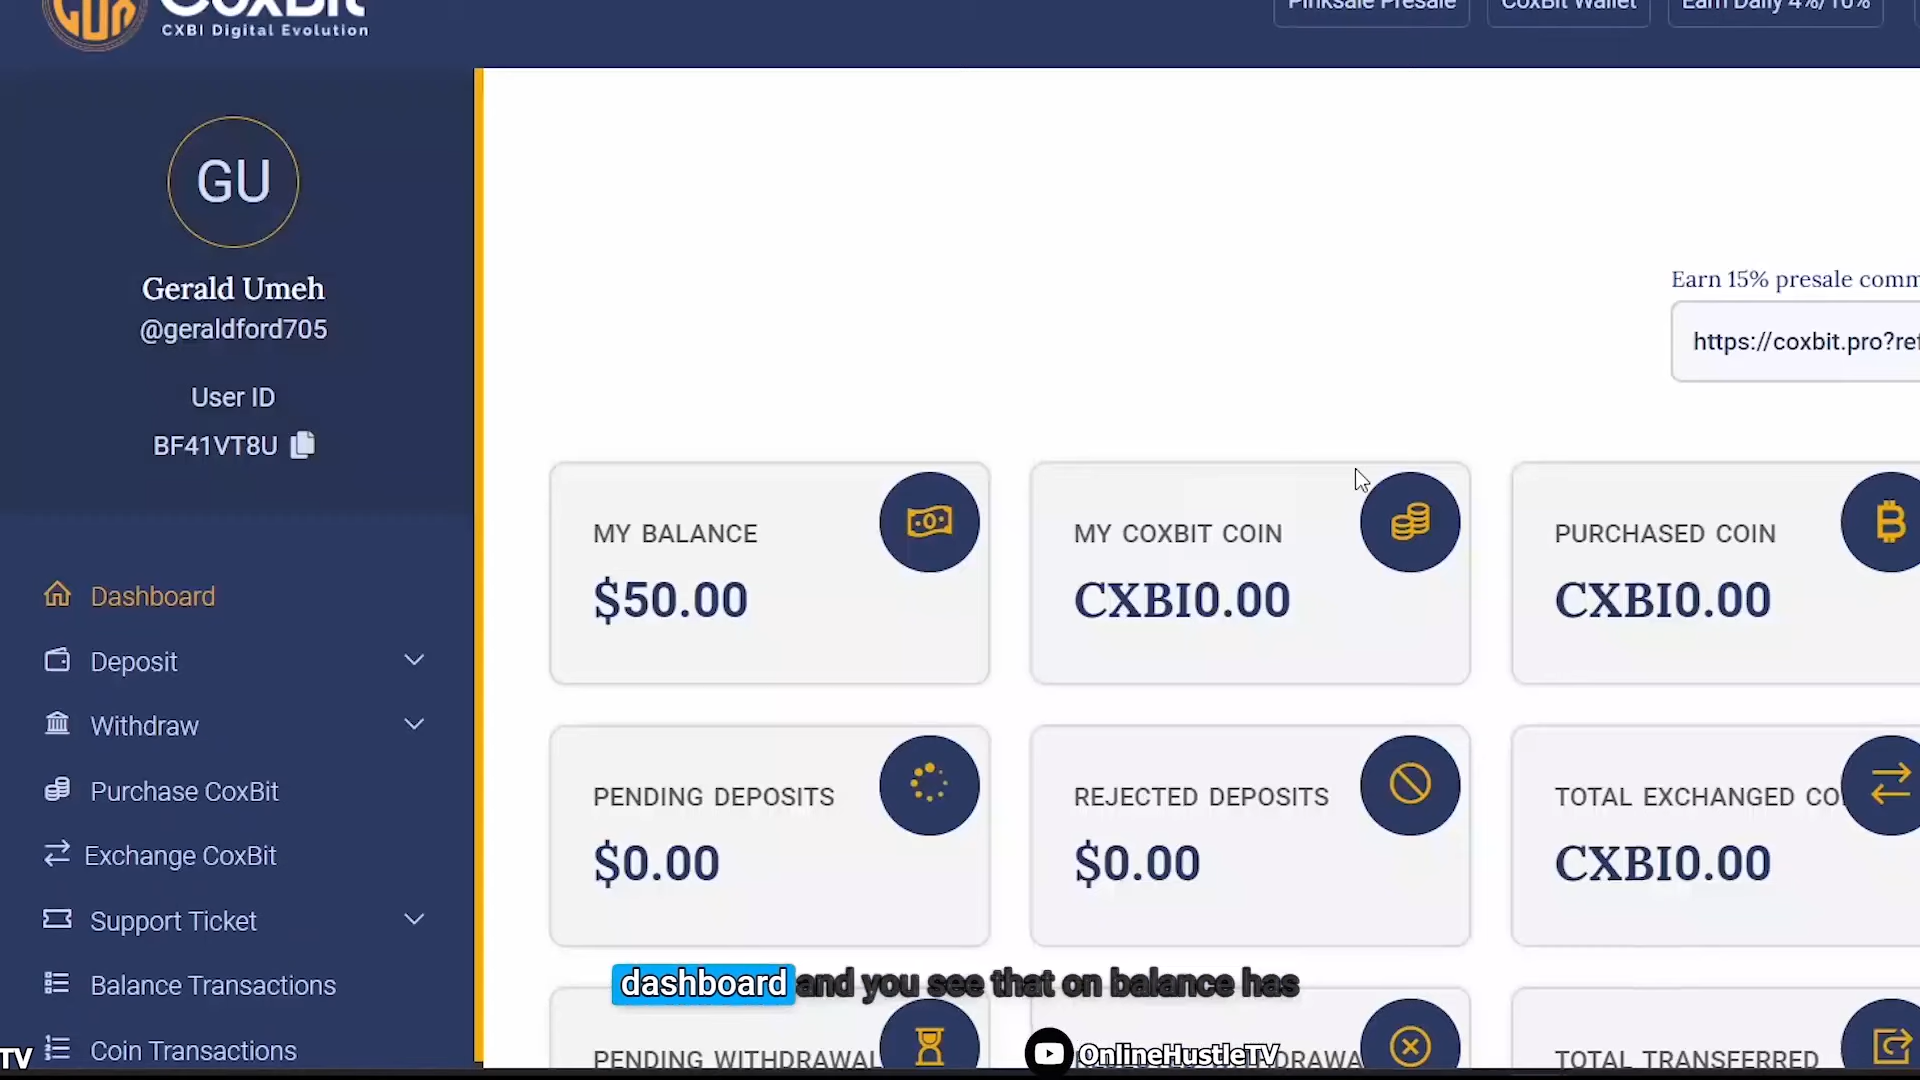 CoxBit
CXBI Digital Evolution
Pinksale Presale
CoxBit Wallet
Earn Daily 4%/10%
GU
Gerald Umeh
@geraldford705
User ID
BF41VT8U
Dashboard
Deposit
Withdraw
Purchase CoxBit
Exchange CoxBit
Support Ticket
Balance Transactions
Coin Transactions
Earn 15% presale comm
https://coxbit.pro?ref
MY BALANCE
$50.00
MY COXBIT COIN
CXBI0.00
PURCHASED COIN
CXBI0.00
PENDING DEPOSITS
$0.00
REJECTED DEPOSITS
$0.00
TOTAL EXCHANGED CO
CXBI0.00
dashboard and you see that on balance has
PENDING WITHDRAWAL
DRAWA
TOTAL TRANSFERRED
OnlineHustleTV
TV